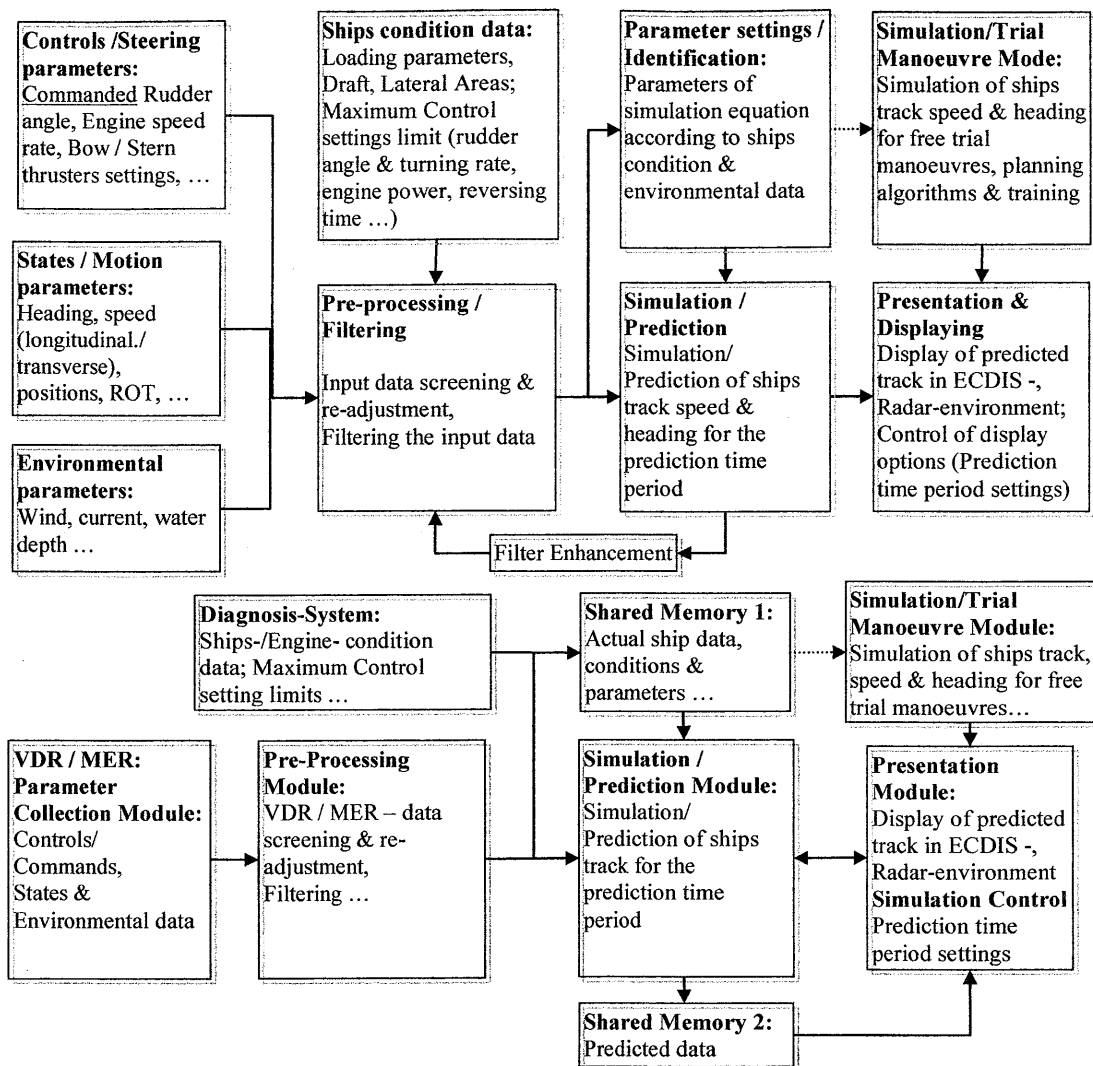 Controls /Steering
parameters:
Commanded Rudder
angle, Engine speed
rate, Bow / Stern
thrusters settings, …
Ships condition data:
Loading parameters,
Draft, Lateral Areas;
Maximum Control
settings limit (rudder
angle & turning rate,
engine power, reversing
time …)
Parameter settings /
Identification:
Parameters of
simulation equation
according to ships
condition &
environmental data
Simulation/Trial
Manoeuvre Mode:
Simulation of ships
track speed & heading
for free trial
manoeuvres, planning
algorithms & training
States / Motion
parameters:
Heading, speed
(longitudinal./
transverse),
positions, ROT, …
Pre-processing /
Filtering
Input data screening &
re-adjustment,
Filtering the input data
Simulation /
Prediction
Simulation/
Prediction of ships
track speed &
heading for the
prediction time
period
Presentation &
Displaying
Display of predicted
track in ECDIS -,
Radar-environment;
Control of display
options (Prediction
time period settings)
Environmental
parameters:
Wind, current, water
depth …
Filter Enhancement
Diagnosis-System:
Ships-/Engine- condition
data; Maximum Control
setting limits …
Shared Memory 1:
Actual ship data,
conditions &
parameters …
Simulation/Trial
Manoeuvre Module:
Simulation of ships track,
speed & heading for free
trial manoeuvres…
VDR / MER:
Parameter
Collection Module:
Controls/
Commands,
States &
Environmental data
Pre-Processing
Module:
VDR / MER – data
screening & re-
adjustment,
Filtering …
Simulation /
Prediction Module:
Simulation/
Prediction of ships
track for the
prediction time
period
Presentation
Module:
Display of predicted
track in ECDIS -,
Radar-environment
Simulation Control
Prediction time
period settings
Shared Memory 2:
Predicted data